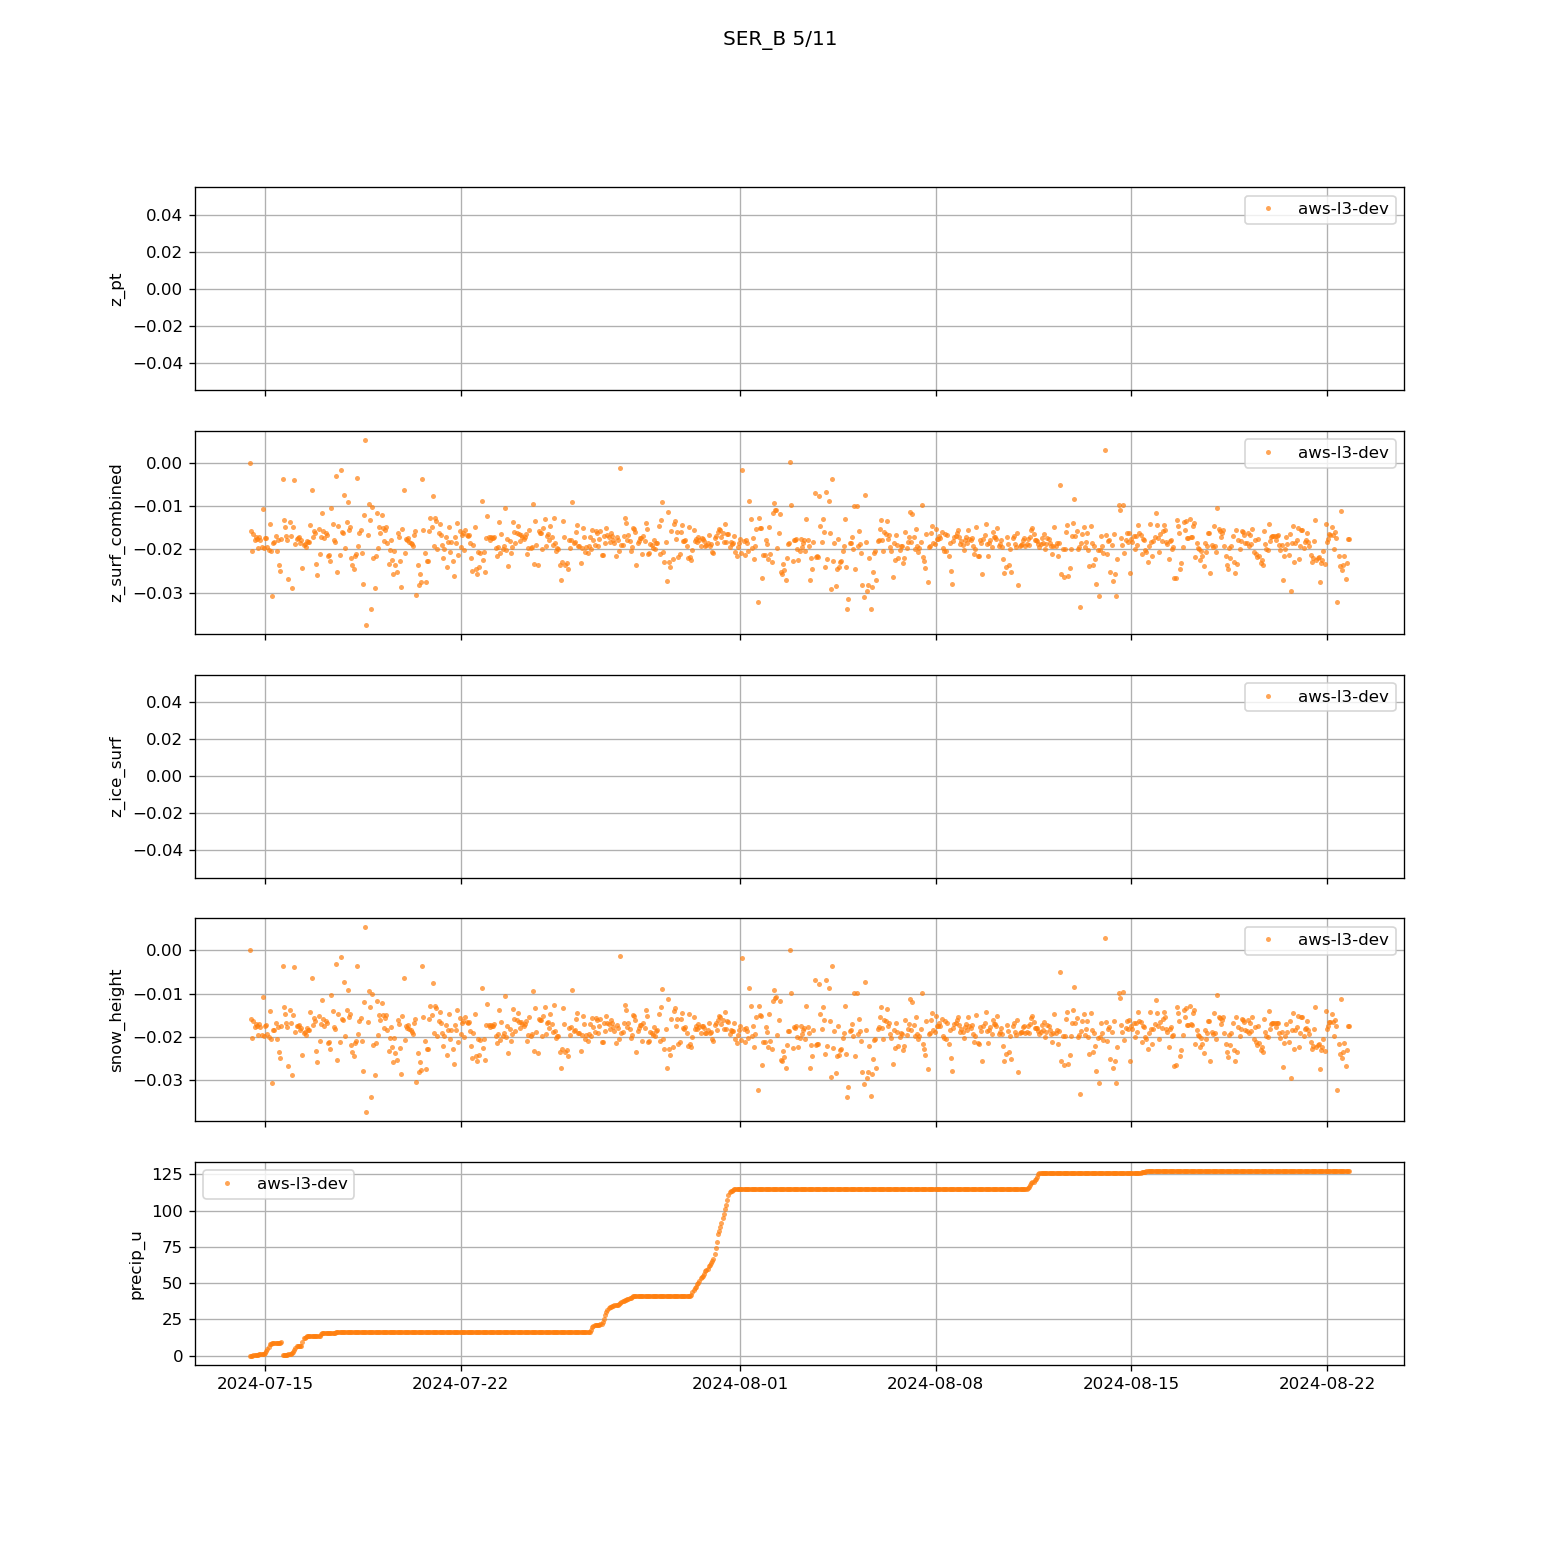 SER_B 5/11
aws-l3-dev
z_pt
0.04
0.02
0.00
−0.02
−0.04
aws-l3-dev
z_surf_combined
0.00
−0.01
−0.02
−0.03
aws-l3-dev
z_ice_surf
0.04
0.02
0.00
−0.02
−0.04
aws-l3-dev
snow_height
0.00
−0.01
−0.02
−0.03
aws-l3-dev
precip_u
125
100
75
50
25
0
2024-07-15 2024-07-22 2024-08-01 2024-08-08 2024-08-15 2024-08-22